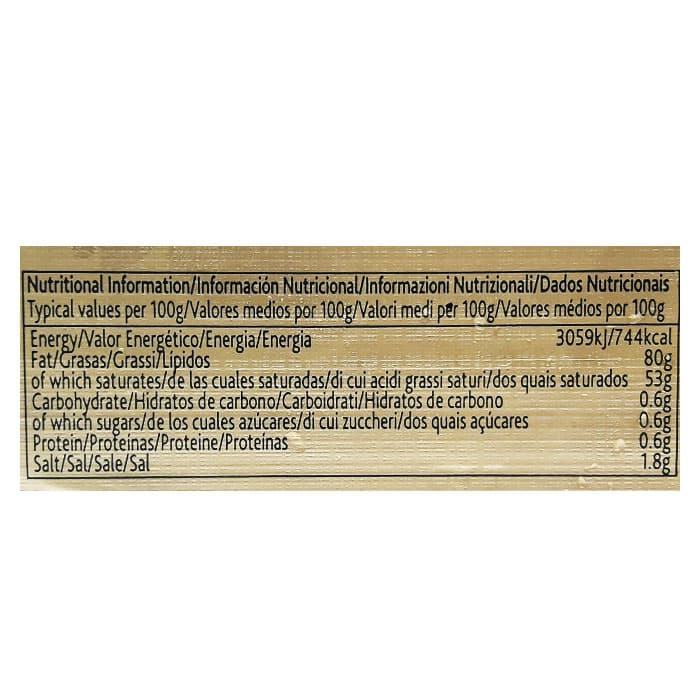 Nutritional Information/Información Nutricional/Informazioni Nutrizionali/Dados Nutricionais
Typical values per 100g/Valores medios por 100g/Valori medi per 100g/Valores médios por 100g
Energy/Valor Energético/Energia/Energia 3059kJ/744kcal
Fat/Grasas/Grassi/Lípidos 80g
of which saturates/de las cuales saturadas/di cui acidi grassi saturi/dos quais saturados 53g
Carbohydrate/Hidratos de carbono/Carboidrati/Hidratos de carbono 0.6g
of which sugars/de los cuales azúcares/di cui zuccheri/dos quais açúcares 0.6g
Protein/Proteínas/Proteine/Proteínas 0.6g
Salt/Sal/Sale/Sal 1.8g